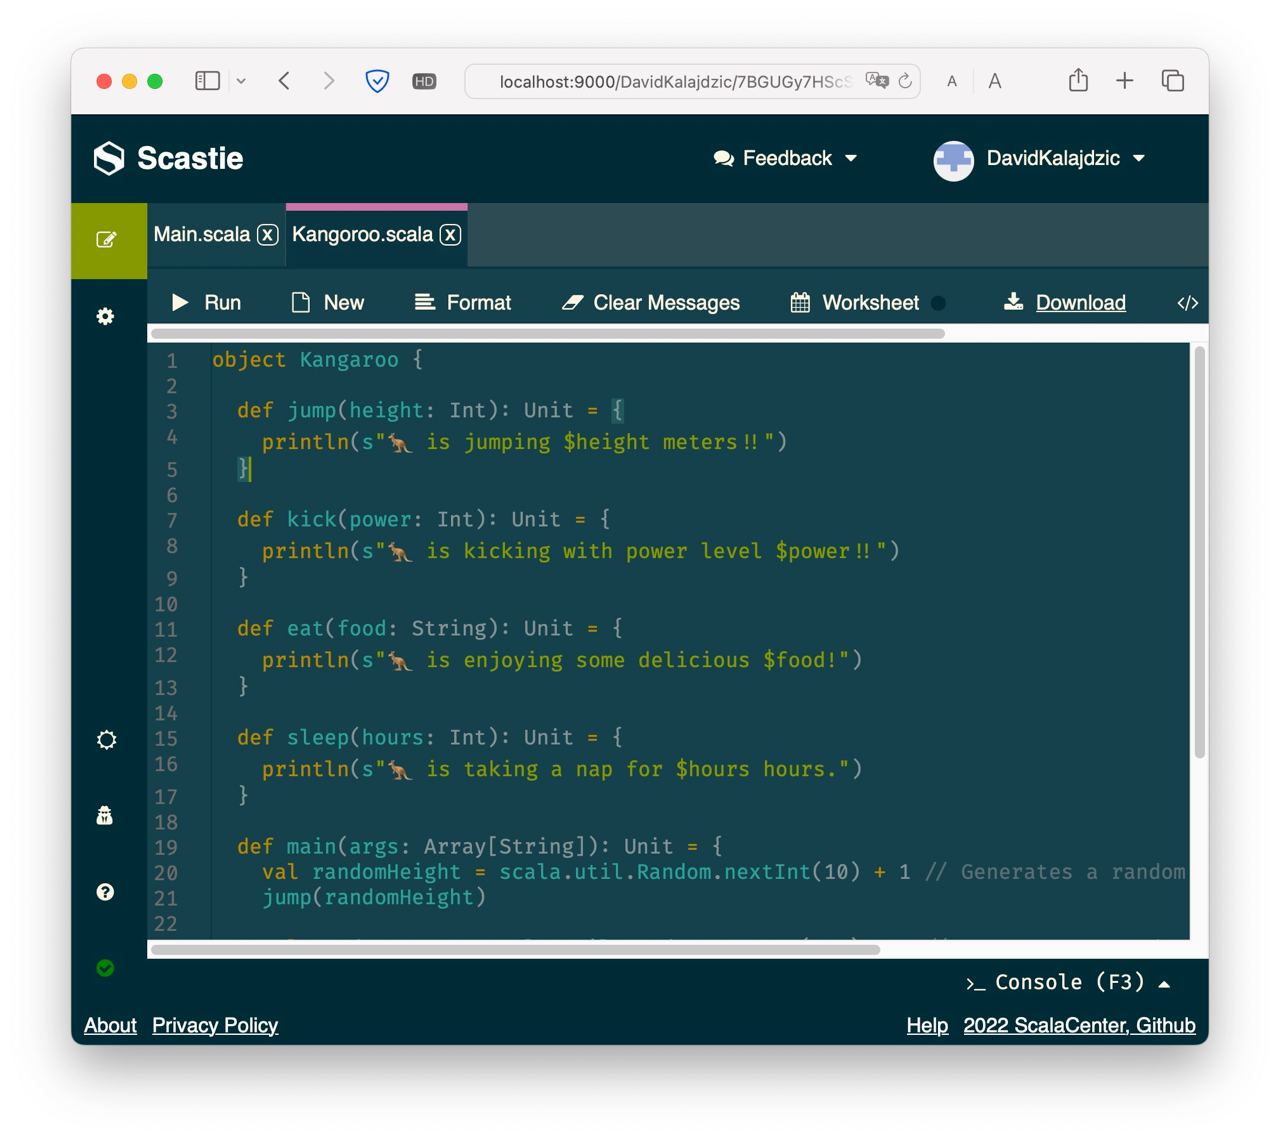 HD
localhost:9000/DavidKalajdzic/7BGUGy7HScS
A A
Scastie
Feedback
DavidKalajdzic
Main.scala X Kangoroo.scala X
Run New Format Clear Messages Worksheet Download </>
1 object Kangaroo {
2
3 def jump(height: Int): Unit = {
4 println(s"🦘 is jumping $height meters!!")
5 }
6
7 def kick(power: Int): Unit = {
8 println(s"🦘 is kicking with power level $power!!")
9 }
10
11 def eat(food: String): Unit = {
12 println(s"🦘 is enjoying some delicious $food!")
13 }
14
15 def sleep(hours: Int): Unit = {
16 println(s"🦘 is taking a nap for $hours hours.")
17 }
18
19 def main(args: Array[String]): Unit = {
20 val randomHeight = scala.util.Random.nextInt(10) + 1 // Generates a random
21 jump(randomHeight)
22
>_ Console (F3)
About Privacy Policy
Help 2022 ScalaCenter, Github